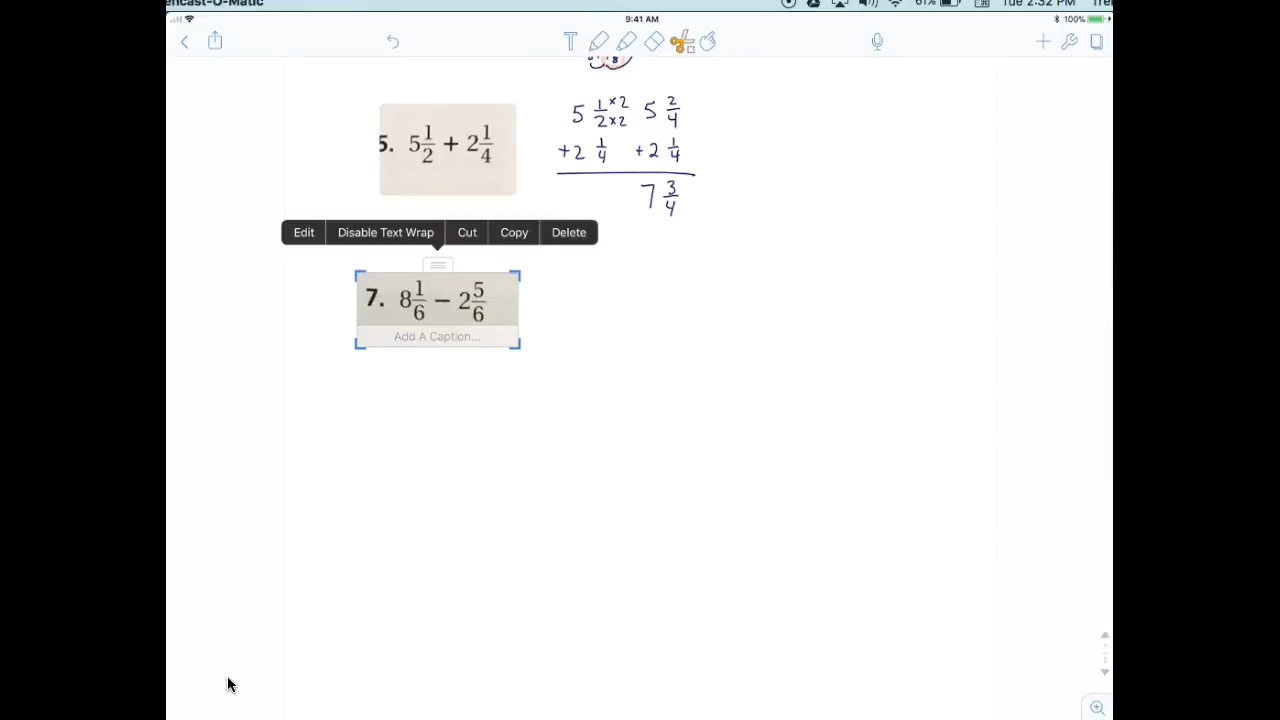 encast-O-Matic 61% Tue 2:32 PM
9:41 AM 100%
T
5. 5 1/2 + 2 1/4
5 1/2 ×2/×2 5 2/4
+2 1/4 +2 1/4
7 3/4
Edit Disable Text Wrap Cut Copy Delete
7. 8 1/6 − 2 5/6
Add A Caption...